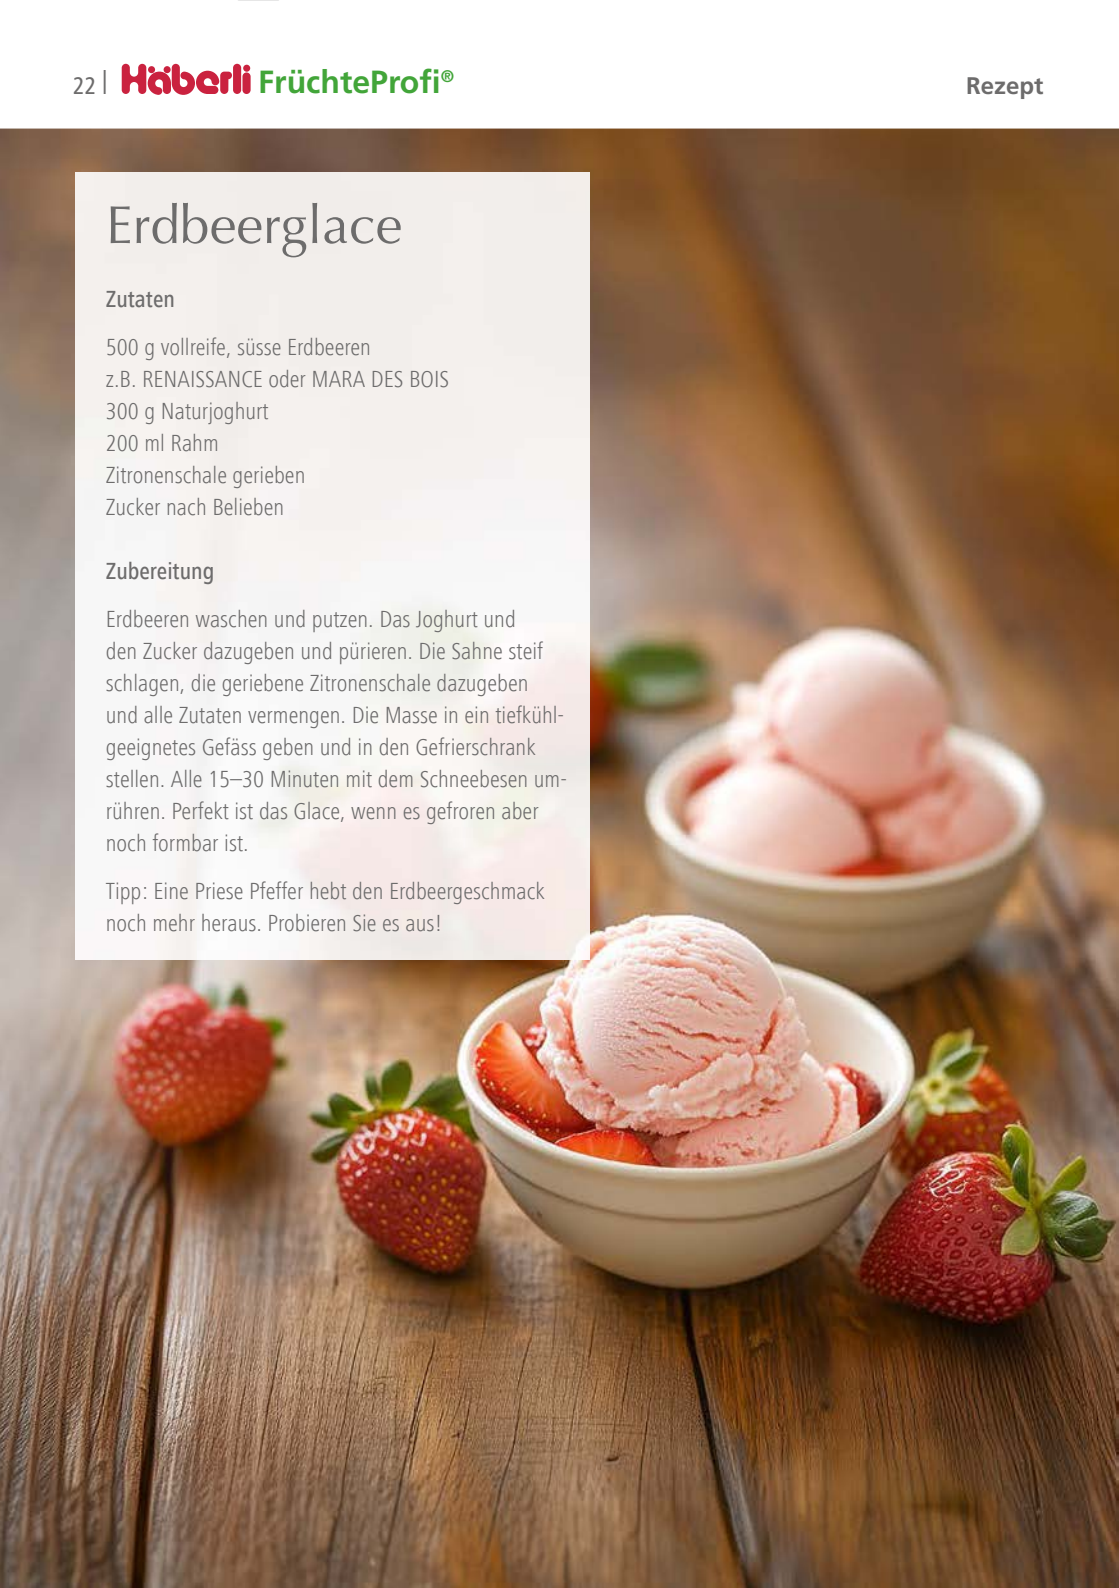 22 | Häberli FrüchteProfi®
Rezept
Erdbeerglace
Zutaten
500 g vollreife, süsse Erdbeeren
z.B. RENAISSANCE oder MARA DES BOIS
300 g Naturjoghurt
200 ml Rahm
Zitronenschale gerieben
Zucker nach Belieben
Zubereitung
Erdbeeren waschen und putzen. Das Joghurt und
den Zucker dazugeben und pürieren. Die Sahne steif
schlagen, die geriebene Zitronenschale dazugeben
und alle Zutaten vermengen. Die Masse in ein tiefkühl-
geeignetes Gefäss geben und in den Gefrierschrank
stellen. Alle 15–30 Minuten mit dem Schneebesen um-
rühren. Perfekt ist das Glace, wenn es gefroren aber
noch formbar ist.
Tipp: Eine Priese Pfeffer hebt den Erdbeergeschmack
noch mehr heraus. Probieren Sie es aus!